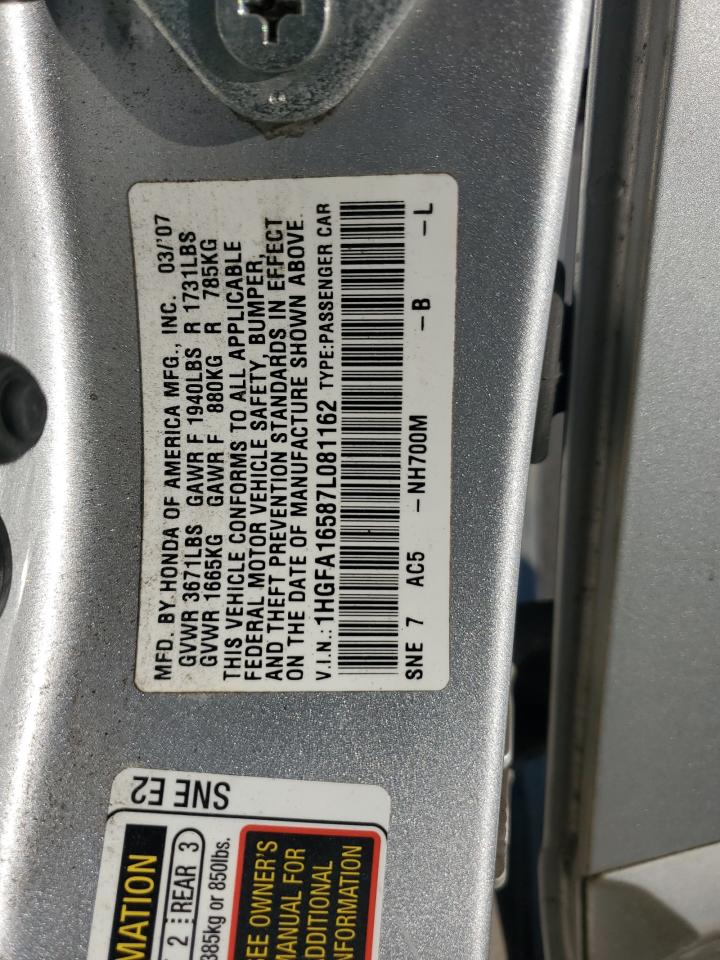 MFD. BY HONDA OF AMERICA MFG., INC. 03/'07
GVWR 3671LBS GAWR F 1940LBS R 1731LBS
GVWR 1665KG GAWR F 880KG R 785KG
THIS VEHICLE CONFORMS TO ALL APPLICABLE
FEDERAL MOTOR VEHICLE SAFETY, BUMPER,
AND THEFT PREVENTION STANDARDS IN EFFECT
ON THE DATE OF MANUFACTURE SHOWN ABOVE.
V.I.N.: 1HGFA16587L081162 TYPE:PASSENGER CAR
SNE 7 AC5 -NH700M -B -L
SNE E2
MATION
2 REAR 3
385kg or 850lbs.
SEE OWNER'S
MANUAL FOR
ADDITIONAL
INFORMATION